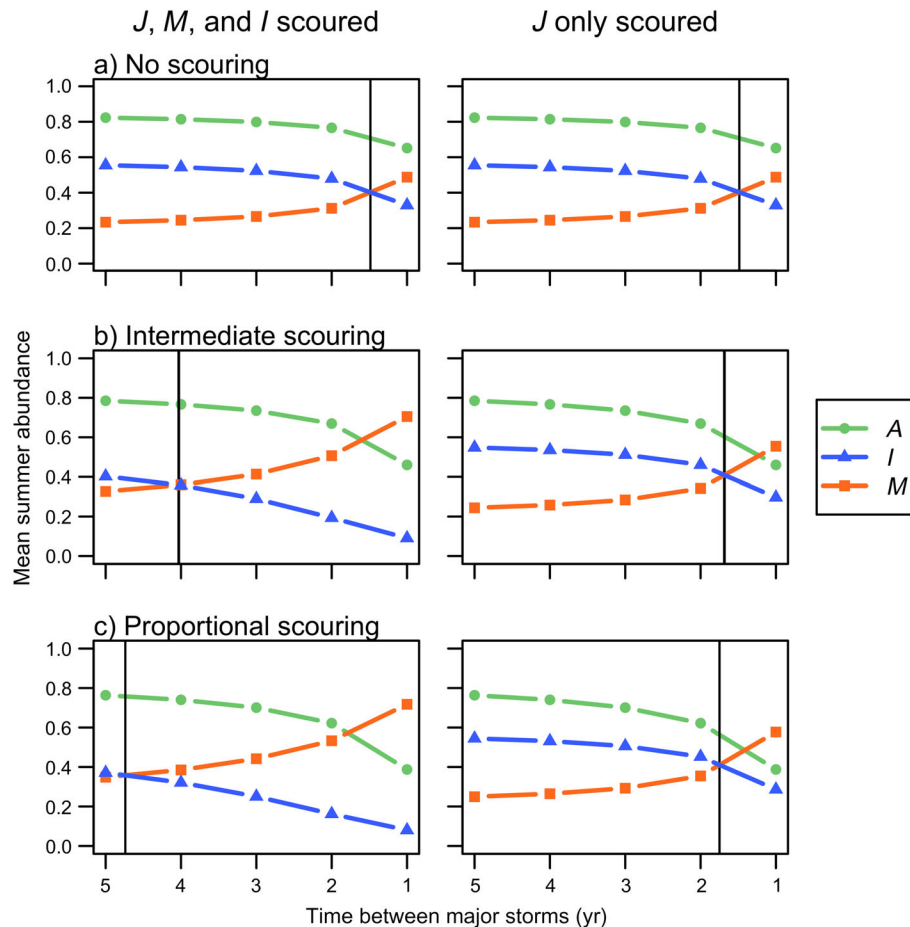 J, M, and I scoured
J only scoured
a) No scouring
1.0
0.8
0.6
0.4
0.2
0.0
b) Intermediate scouring
1.0
0.8
0.6
0.4
0.2
0.0
Mean summer abundance
A
I
M
c) Proportional scouring
1.0
0.8
0.6
0.4
0.2
0.0
5 4 3 2 1
5 4 3 2 1
Time between major storms (yr)